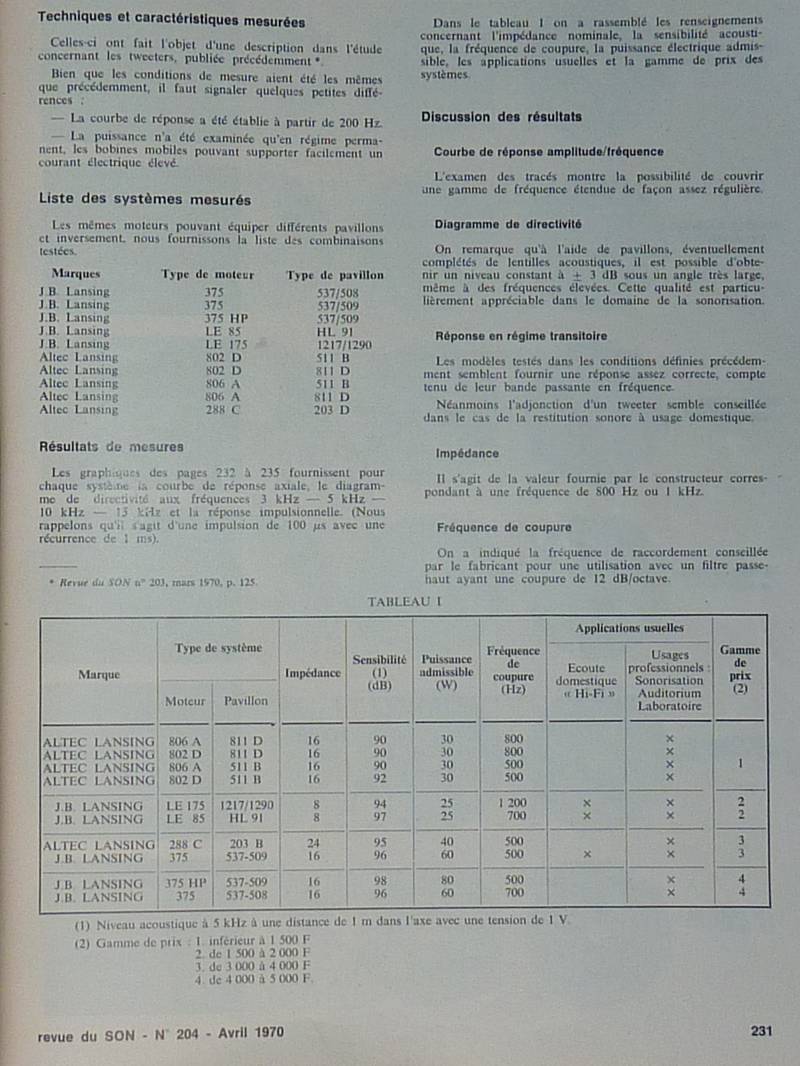 Techniques et caractéristiques mesurées
Celles-ci ont fait l'objet d'une description dans l'étude
concernant les tweeters, publiée précédemment *.
Bien que les conditions de mesure aient été les mêmes
que précédemment, il faut signaler quelques petites diffé-
rences :
— La courbe de réponse a été établie à partir de 200 Hz.
— La puissance n'a été examinée qu'en régime perma-
nent, les bobines mobiles pouvant supporter facilement un
courant électrique élevé.
Liste des systèmes mesurés
Les mêmes moteurs pouvant équiper différents pavillons
et inversement, nous fournissons la liste des combinaisons
testées.
Marques Type de moteur Type de pavillon
J.B. Lansing 375 537/508
J.B. Lansing 375 537/509
J.B. Lansing 375 HP 537/509
J.B. Lansing LE 85 HL 91
J.B. Lansing LE 175 1217/1290
Altec Lansing 802 D 511 B
Altec Lansing 802 D 811 D
Altec Lansing 806 A 511 B
Altec Lansing 806 A 811 D
Altec Lansing 288 C 203 D
Résultats de mesures
Les graphiques des pages 232 à 235 fournissent pour
chaque système la courbe de réponse axiale, le diagram-
me de directivité aux fréquences 3 kHz — 5 kHz —
10 kHz — 15 kHz et la réponse impulsionnelle. (Nous
rappelons qu'il s'agit d'une impulsion de 100 µs avec une
récurrence de 1 ms).
* Revue du SON n° 203, mars 1970, p. 125.
Dans le tableau I on a rassemblé les renseignements
concernant l'impédance nominale, la sensibilité acousti-
que, la fréquence de coupure, la puissance électrique admis-
sible, les applications usuelles et la gamme de prix des
systèmes.
Discussion des résultats
Courbe de réponse amplitude/fréquence
L'examen des tracés montre la possibilité de couvrir
une gamme de fréquence étendue de façon assez régulière.
Diagramme de directivité
On remarque qu'à l'aide de pavillons, éventuellement
complétés de lentilles acoustiques, il est possible d'obte-
nir un niveau constant à ± 3 dB sous un angle très large,
même à des fréquences élevées. Cette qualité est particu-
lièrement appréciable dans le domaine de la sonorisation.
Réponse en régime transitoire
Les modèles testés dans les conditions définies précédem-
ment semblent fournir une réponse assez correcte, compte
tenu de leur bande passante en fréquence.
Néanmoins l'adjonction d'un tweeter semble conseillée
dans le cas de la restitution sonore à usage domestique.
Impédance
Il s'agit de la valeur fournie par le constructeur corres-
pondant à une fréquence de 800 Hz ou 1 kHz.
Fréquence de coupure
On a indiqué la fréquence de raccordement conseillée
par le fabricant pour une utilisation avec un filtre passe-
haut ayant une coupure de 12 dB/octave.
TABLEAU I
Marque
Type de système
Moteur Pavillon
Impédance
Sensibilité
(1)
(dB)
Puissance
admissible
(W)
Fréquence
de
coupure
(Hz)
Applications usuelles
Ecoute
domestique
« Hi-Fi »
Usages
professionnels :
Sonorisation
Auditorium
Laboratoire
Gamme
de
prix
(2)
ALTEC LANSING 806 A 811 D 16 90 30 800 ×
ALTEC LANSING 802 D 811 D 16 90 30 800 ×
ALTEC LANSING 806 A 511 B 16 90 30 500 × 1
ALTEC LANSING 802 D 511 B 16 92 30 500 ×
J.B. LANSING LE 175 1217/1290 8 94 25 1 200 × × 2
J.B. LANSING LE 85 HL 91 8 97 25 700 × × 2
ALTEC LANSING 288 C 203 B 24 95 40 500 × 3
J.B. LANSING 375 537-509 16 96 60 500 × × 3
J.B. LANSING 375 HP 537-509 16 98 80 500 × 4
J.B. LANSING 375 537-508 16 96 60 700 × 4
(1) Niveau acoustique à 5 kHz à une distance de 1 m dans l'axe avec une tension de 1 V.
(2) Gamme de prix : 1. inférieur à 1 500 F
2. de 1 500 à 2 000 F
3. de 3 000 à 4 000 F
4. de 4 000 à 5 000 F.
revue du SON - N° 204 - Avril 1970
231